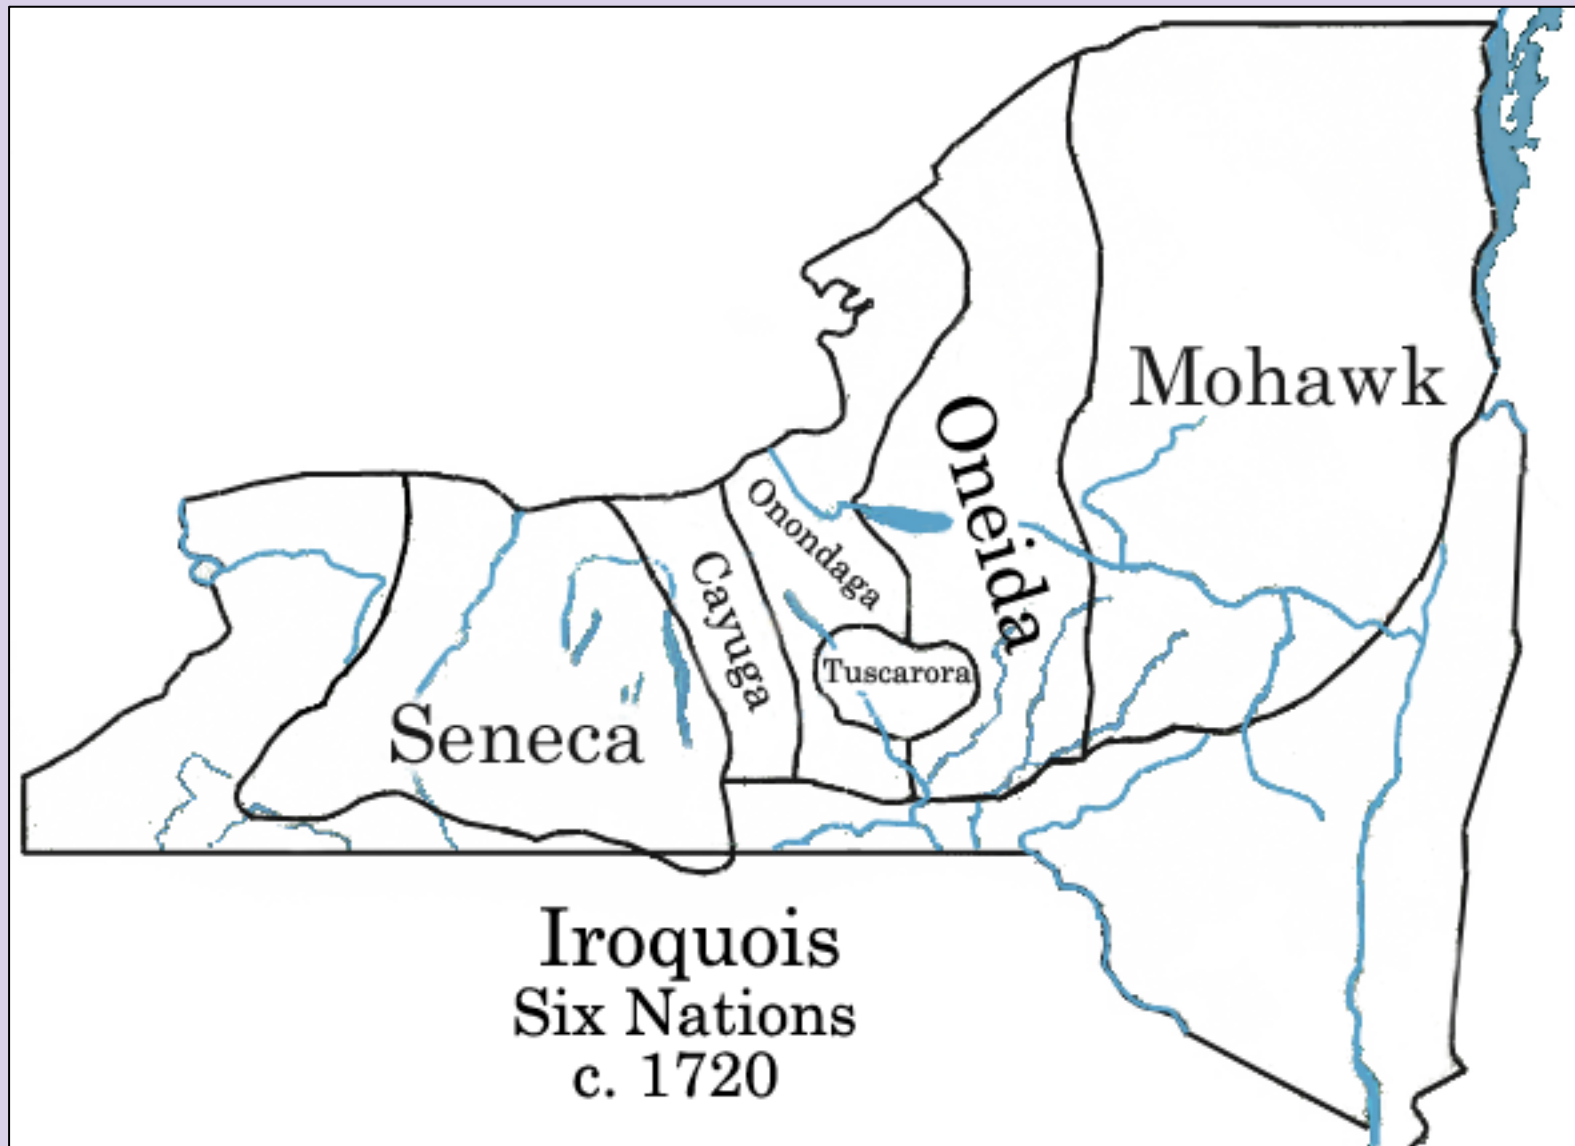 Mohawk
Oneida
Onondaga
Cayuga
Tuscarora
Seneca
Iroquois
Six Nations
c. 1720